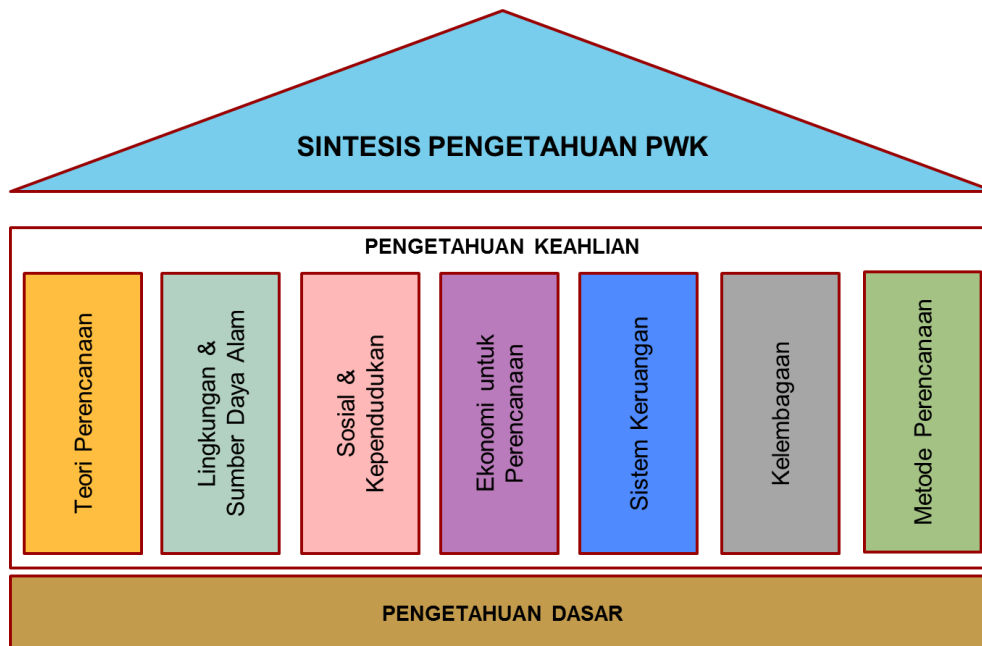 SINTESIS PENGETAHUAN PWK
PENGETAHUAN KEAHLIAN
Teori Perencanaan
Lingkungan &
Sumber Daya Alam
Sosial &
Kependudukan
Ekonomi untuk
Perencanaan
Sistem Keruangan
Kelembagaan
Metode Perencanaan
PENGETAHUAN DASAR